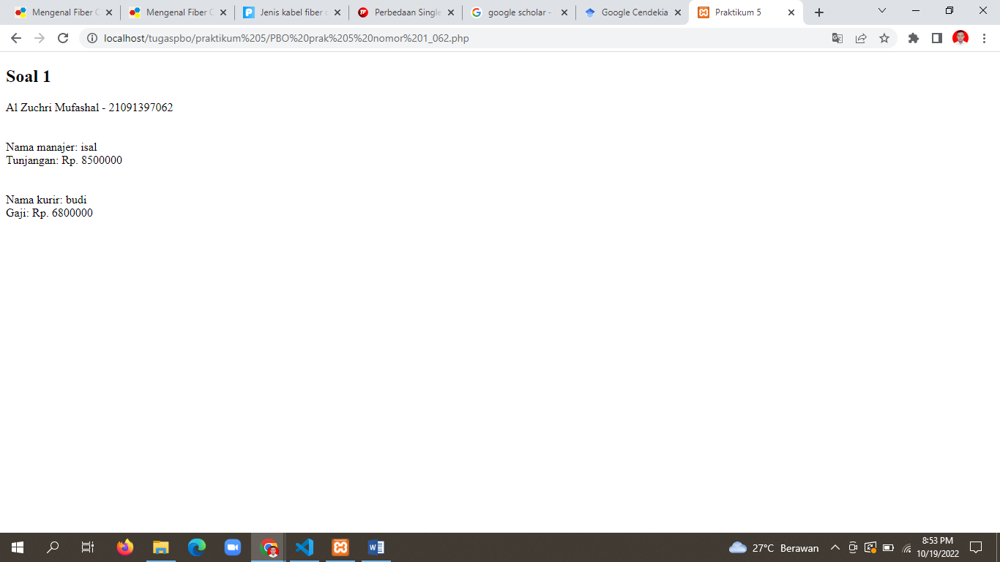 Mengenal Fiber
Mengenal Fiber
Jenis kabel fiber
Perbedaan Single
google scholar -
Google Cendekia
Praktikum 5
localhost/tugaspbo/praktikum%205/PBO%20prak%205%20nomor%201_062.php
Soal 1
Al Zuchri Mufashal - 21091397062
Nama manajer: isal
Tunjangan: Rp. 8500000
Nama kurir: budi
Gaji: Rp. 6800000
27°C Berawan
8:53 PM
10/19/2022